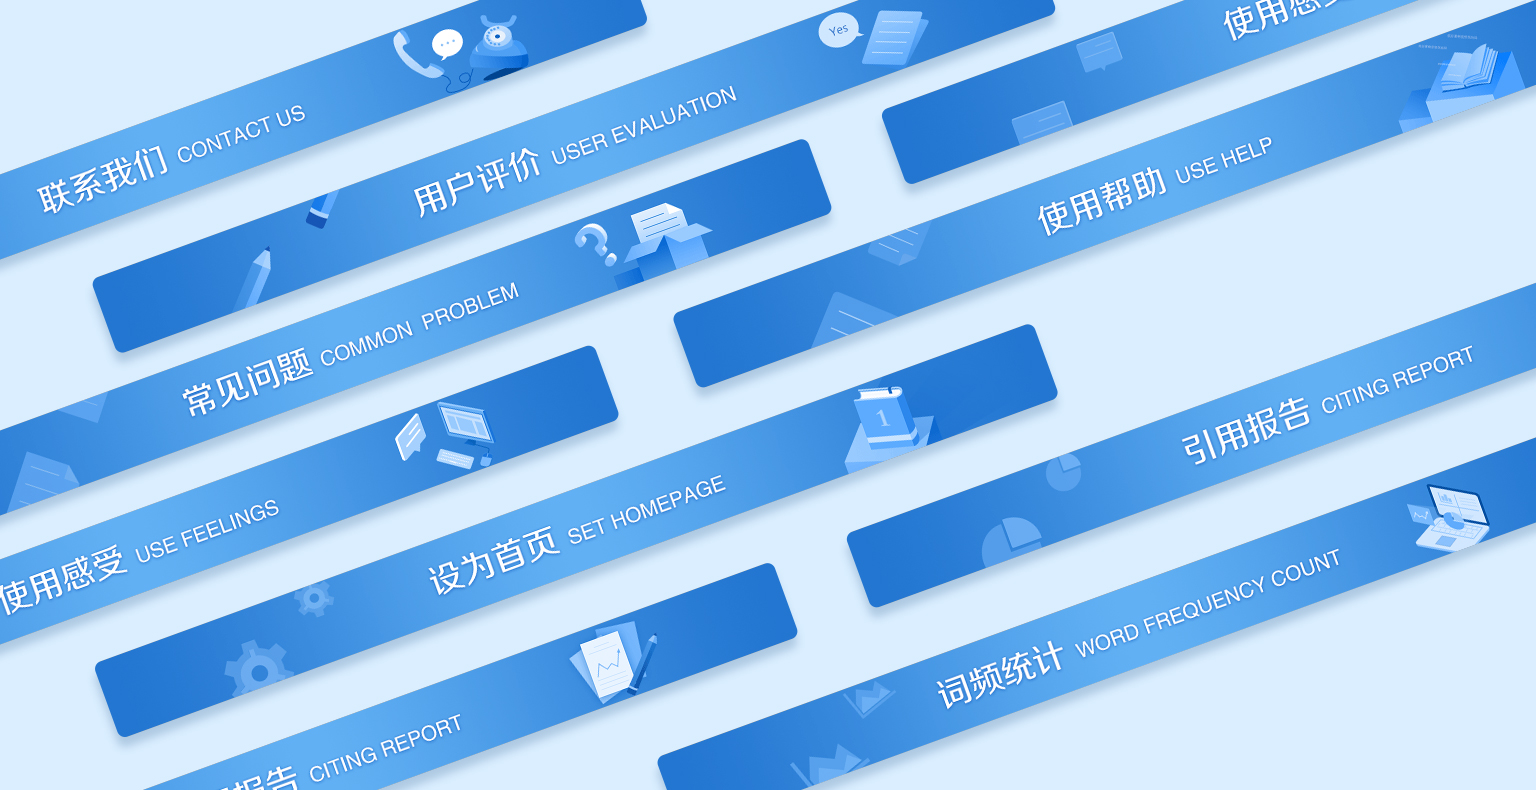 联系我们 CONTACT US
Yes
用户评价 USER EVALUATION
使用感受
使用帮助 USE HELP
常见问题 COMMON PROBLEM
使用感受 USE FEELINGS
1
设为首页 SET HOMEPAGE
引用报告 CITING REPORT
报告 CITING REPORT
词频统计 WORD FREQUENCY COUNT